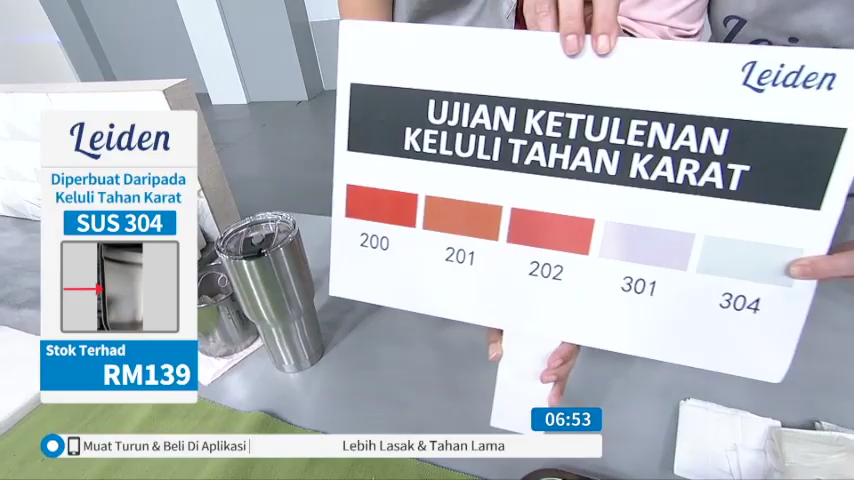 Leiden
Diperbuat Daripada
Keluli Tahan Karat
SUS 304
Stok Terhad
RM139
Leiden
UJIAN KETULENAN
KELULI TAHAN KARAT
200
201
202
301
304
06:53
Muat Turun & Beli Di Aplikasi
Lebih Lasak & Tahan Lama